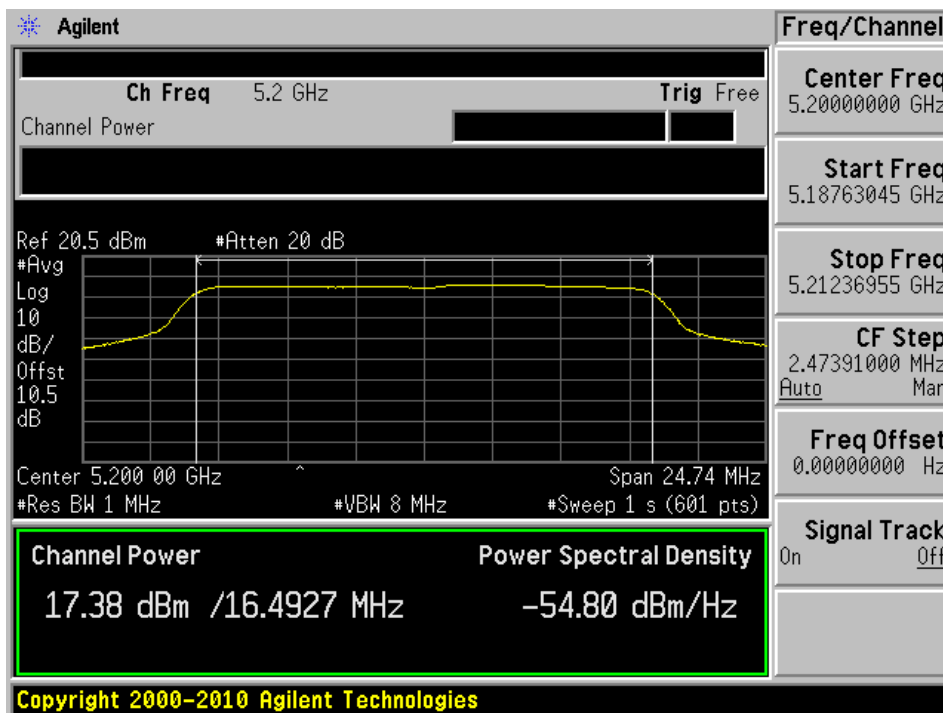 Agilent
Freq/Channel
Ch Freq 5.2 GHz Trig Free
Channel Power
Center Freq
5.20000000 GHz
Start Freq
5.18763045 GHz
Stop Freq
5.21236955 GHz
CF Step
2.47391000 MHz
Auto Man
Freq Offset
0.00000000 Hz
Signal Track
On Off
Ref 20.5 dBm #Atten 20 dB
#Avg
Log
10
dB/
Offst
10.5
dB
Center 5.200 00 GHz ^ Span 24.74 MHz
#Res BW 1 MHz #VBW 8 MHz #Sweep 1 s (601 pts)
Channel Power Power Spectral Density
17.38 dBm /16.4927 MHz -54.80 dBm/Hz
Copyright 2000-2010 Agilent Technologies